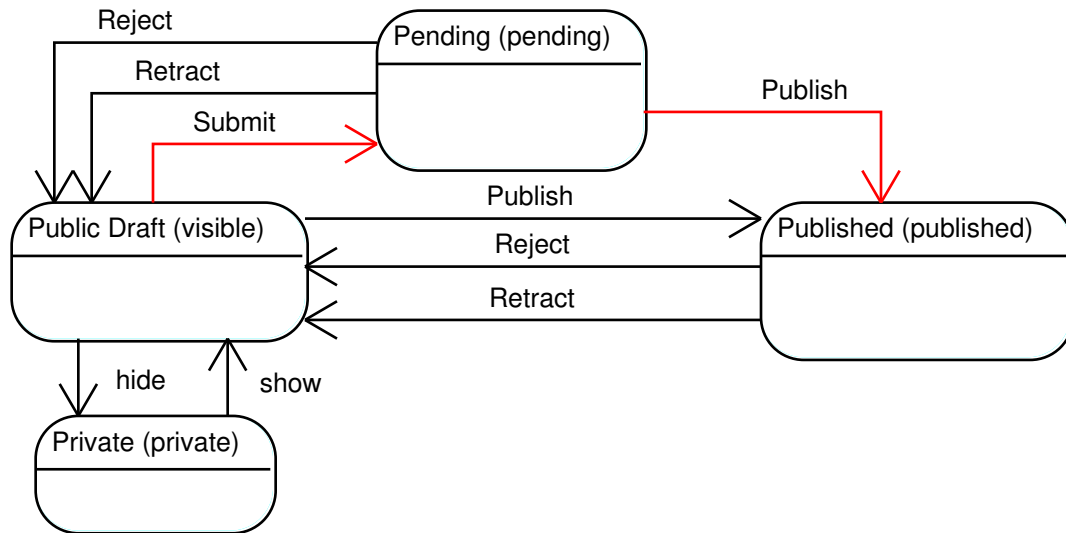 Reject
Pending (pending)
Retract
Publish
Submit
Publish
Public Draft (visible)
Published (published)
Reject
Retract
hide
show
Private (private)